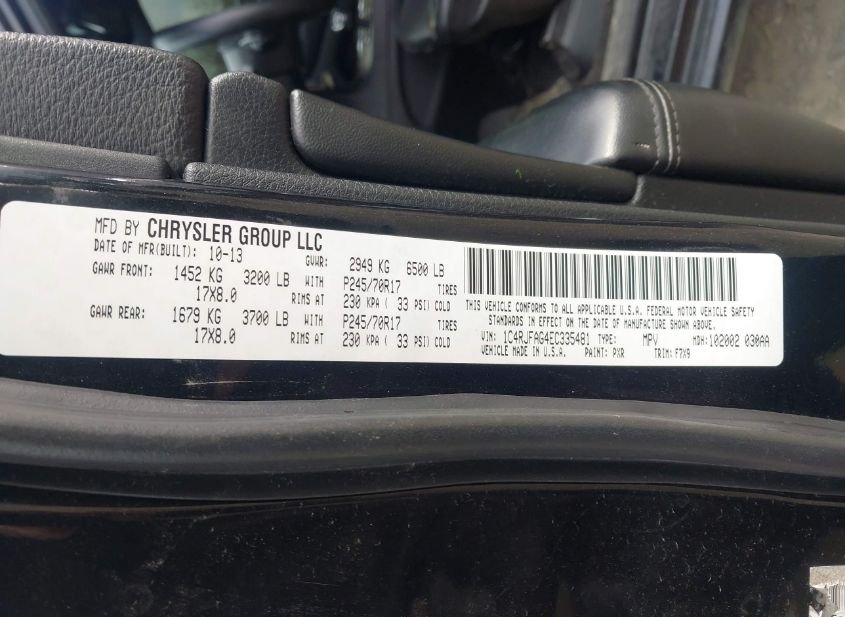 MFD BY CHRYSLER GROUP LLC
DATE OF MFR(BUILT): 10-13 GVWR: 2949 KG 6500 LB
GAWR FRONT: 1452 KG 3200 LB WITH P245/70R17 TIRES
17X8.0 RIMS AT 230 KPA ( 33 PSI) COLD
GAWR REAR: 1679 KG 3700 LB WITH P245/70R17 TIRES
17X8.0 RIMS AT 230 KPA ( 33 PSI) COLD
THIS VEHICLE CONFORMS TO ALL APPLICABLE U.S.A. FEDERAL MOTOR VEHICLE SAFETY
STANDARDS IN EFFECT ON THE DATE OF MANUFACTURE SHOWN ABOVE.
VIN: 1C4RJFAG4EC335481 TYPE: MPV MDH: 102002 030AA
VEHICLE MADE IN U.S.A. PAINT: PXR TRIM: F7X9